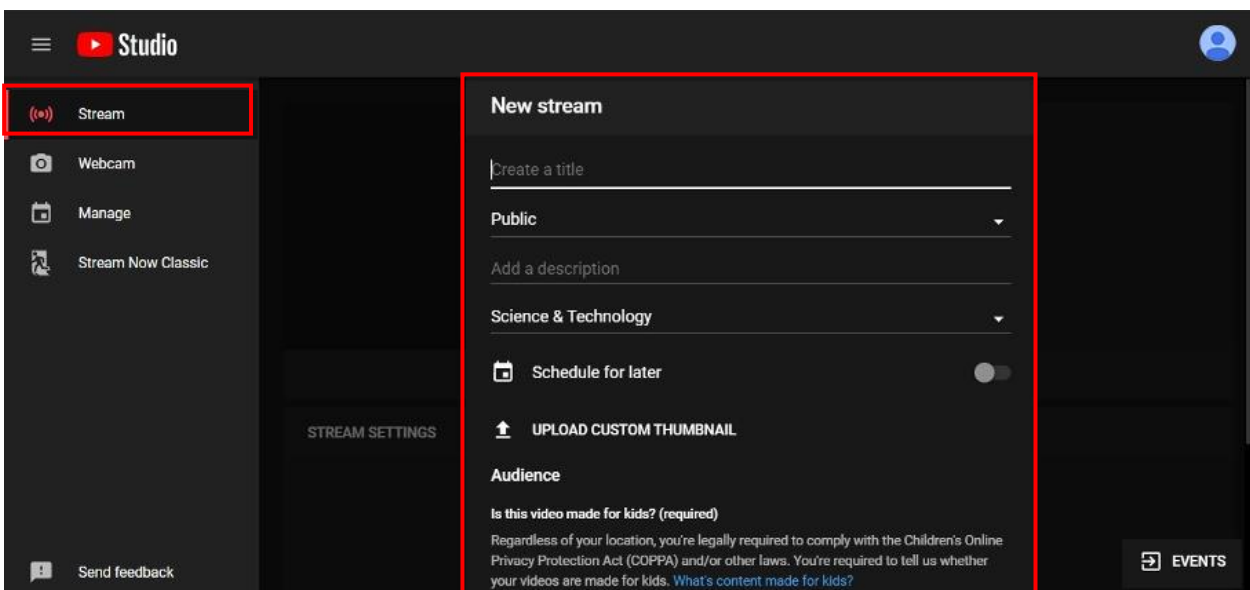 Studio
Stream
Webcam
Manage
Stream Now Classic
Send feedback
STREAM SETTINGS
New stream
Create a title
Public
Add a description
Science & Technology
Schedule for later
UPLOAD CUSTOM THUMBNAIL
Audience
Is this video made for kids? (required)
Regardless of your location, you're legally required to comply with the Children's Online
Privacy Protection Act (COPPA) and/or other laws. You're required to tell us whether
your videos are made for kids. What's content made for kids?
EVENTS